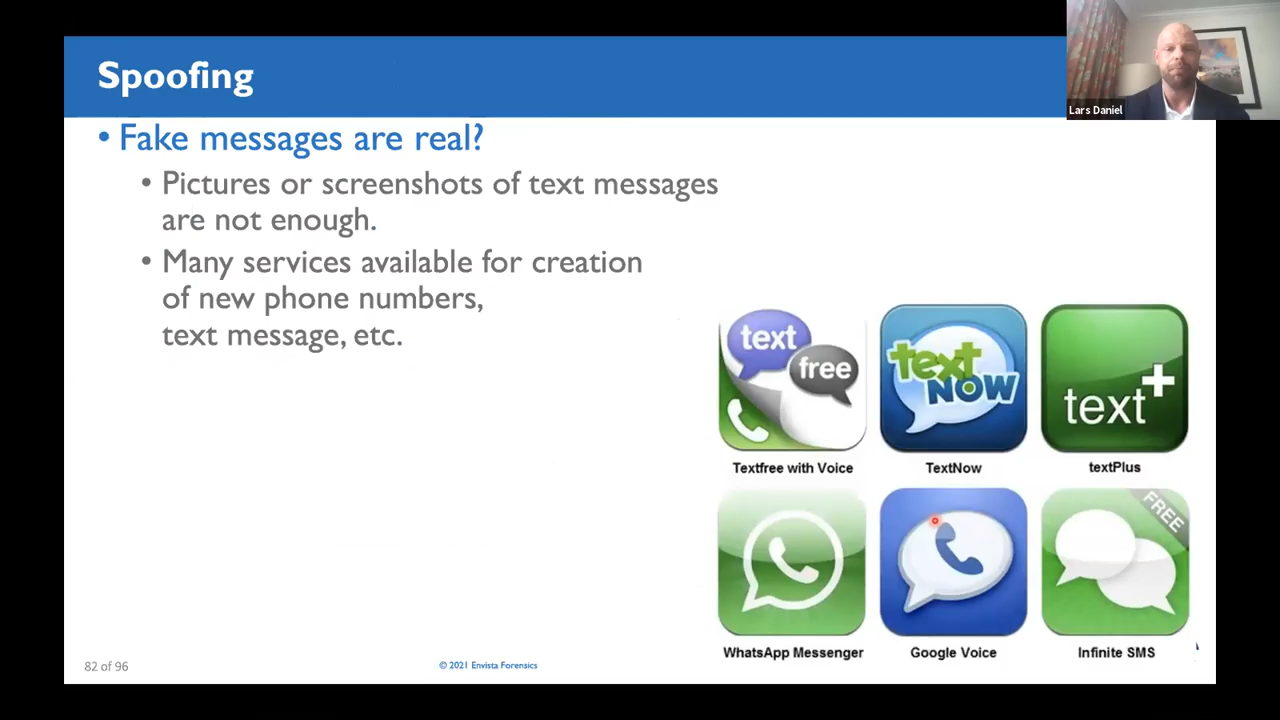 Spoofing
Lars Daniel
• Fake messages are real?
• Pictures or screenshots of text messages
are not enough.
• Many services available for creation
of new phone numbers,
text message, etc.
text
free
text
NOW
text+
Textfree with Voice
TextNow
textPlus
FREE
WhatsApp Messenger
Google Voice
Infinite SMS
82 of 96
© 2021 Envista Forensics